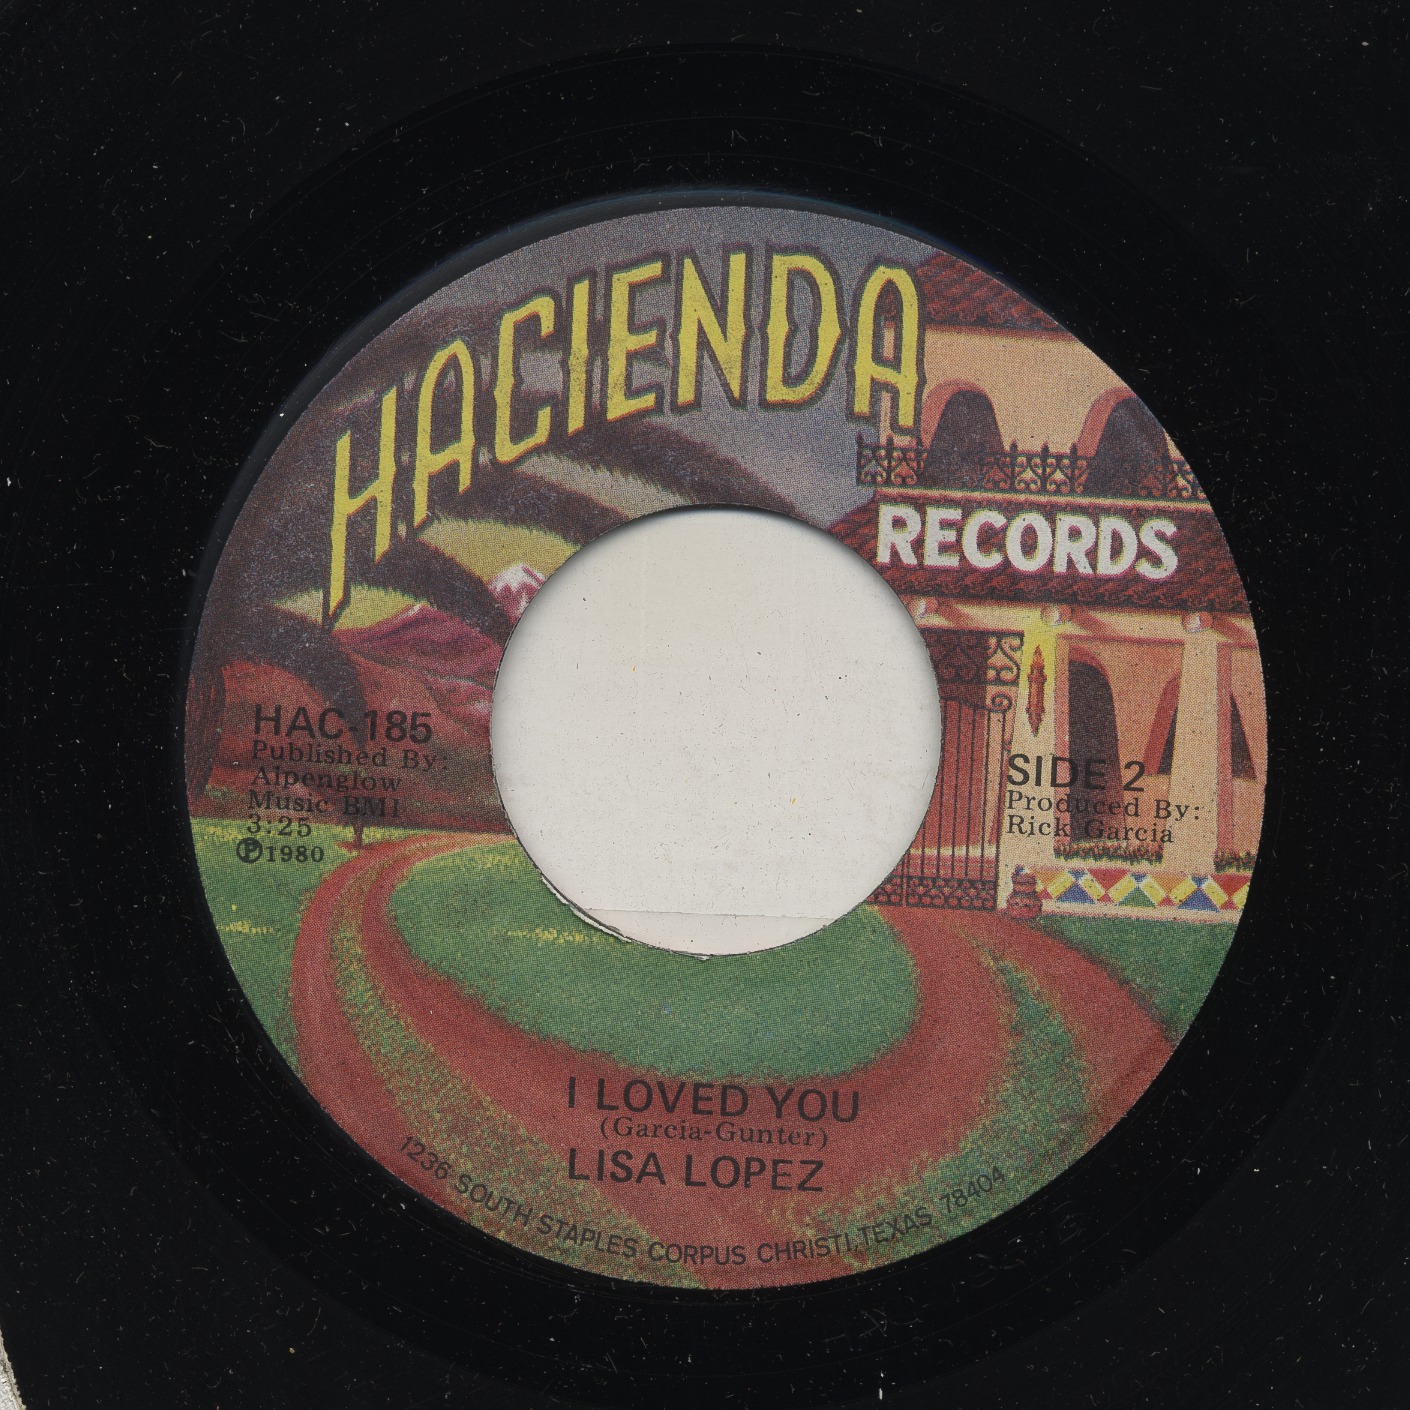 HACIENDA
RECORDS
HAC-185
Published By:
Alpenglow
Music BMI
3:25
℗1980
SIDE 2
Produced By:
Rick Garcia
I LOVED YOU
(Garcia-Gunter)
LISA LOPEZ
1236 SOUTH STAPLES CORPUS CHRISTI,TEXAS 78404